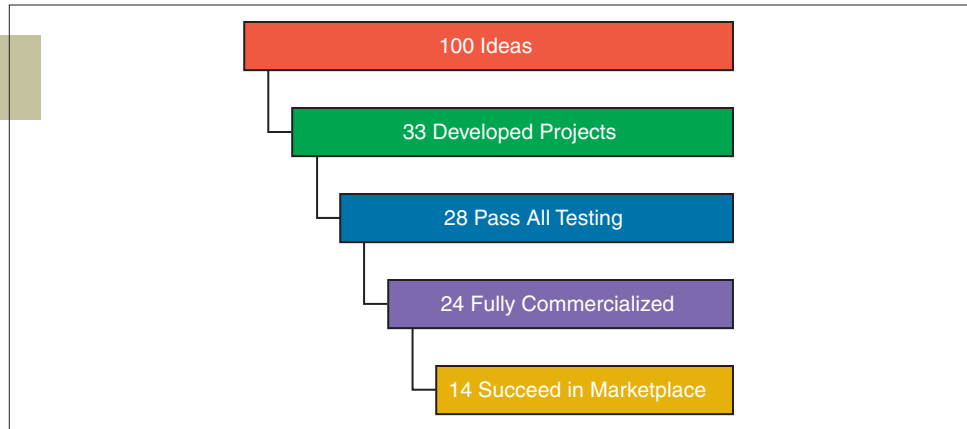 100 Ideas
33 Developed Projects
28 Pass All Testing
24 Fully Commercialized
14 Succeed in Marketplace